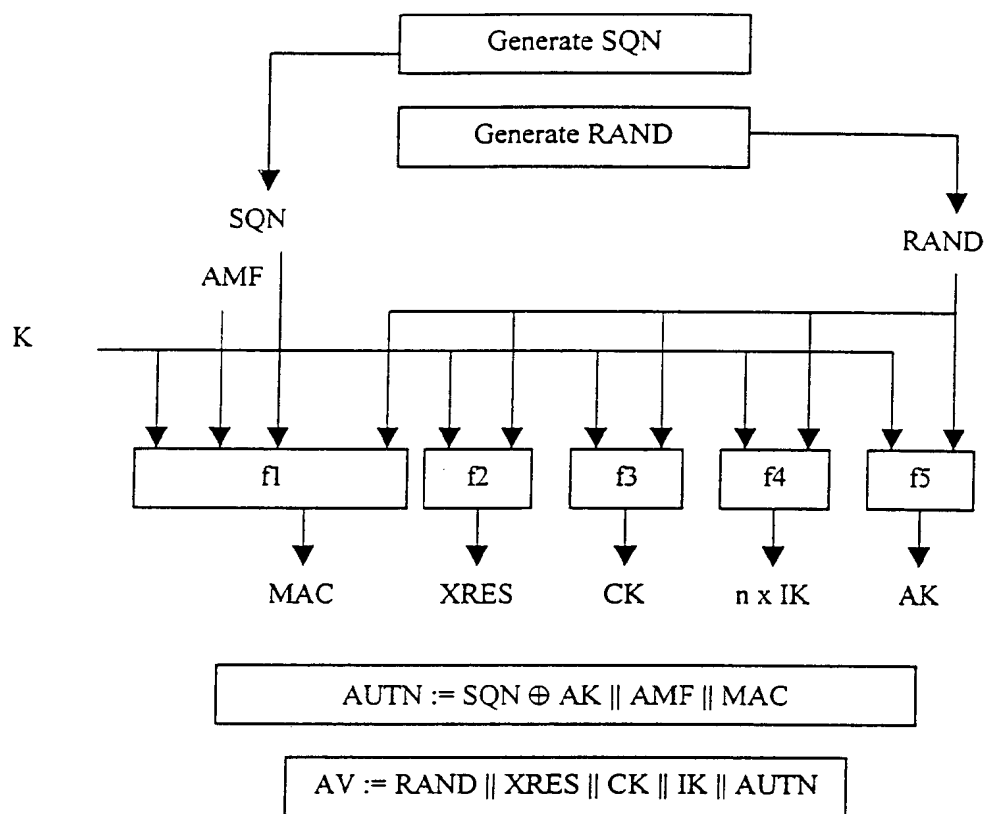 Generate SQN
Generate RAND
SQN
RAND
AMF
K
f1 f2 f3 f4 f5
MAC XRES CK n x IK AK
AUTN := SQN ⊕ AK || AMF || MAC
AV := RAND || XRES || CK || IK || AUTN